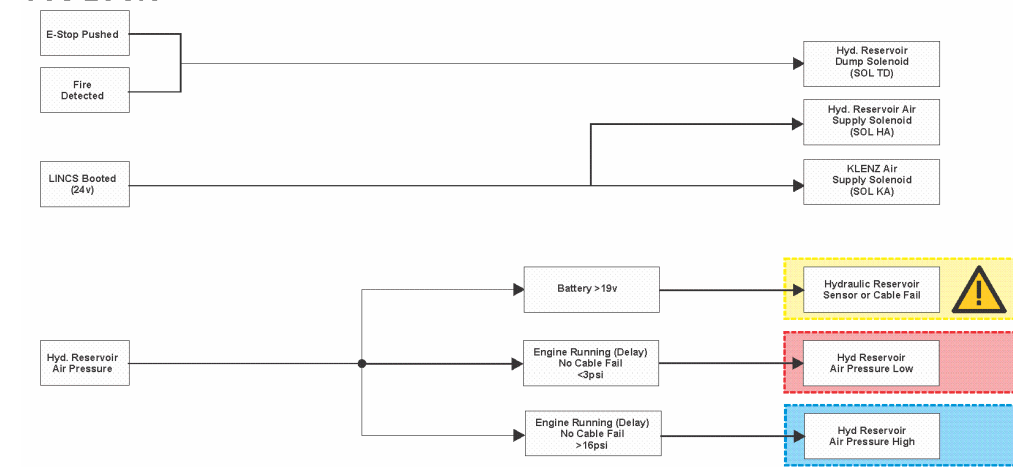 E-Stop Pushed
Fire
Detected
Hyd. Reservoir
Dump Solenoid
(SOL TD)
Hyd. Reservoir Air
Supply Solenoid
(SOL HA)
LINCS Booted
(24v)
KLENZ Air
Supply Solenoid
(SOL KA)
Battery >19v
Hydraulic Reservoir
Sensor or Cable Fail
Hyd. Reservoir
Air Pressure
Engine Running (Delay)
No Cable Fail
<3psi
Hyd Reservoir
Air Pressure Low
Engine Running (Delay)
No Cable Fail
>16psi
Hyd Reservoir
Air Pressure High